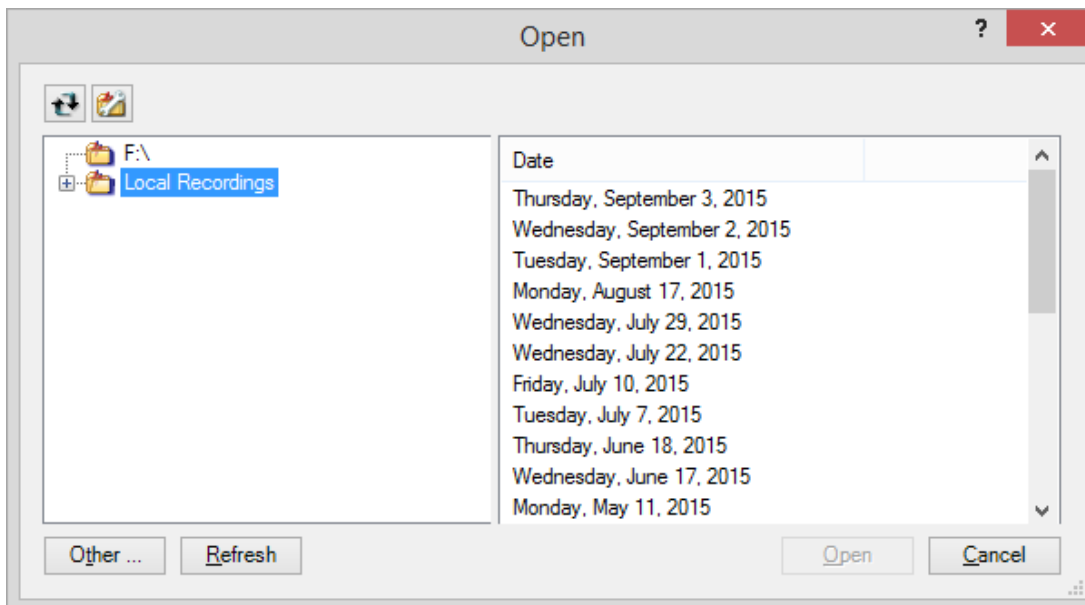 Open
?
F:\
Local Recordings
Date
Thursday, September 3, 2015
Wednesday, September 2, 2015
Tuesday, September 1, 2015
Monday, August 17, 2015
Wednesday, July 29, 2015
Wednesday, July 22, 2015
Friday, July 10, 2015
Tuesday, July 7, 2015
Thursday, June 18, 2015
Wednesday, June 17, 2015
Monday, May 11, 2015
Other ... Refresh Open Cancel